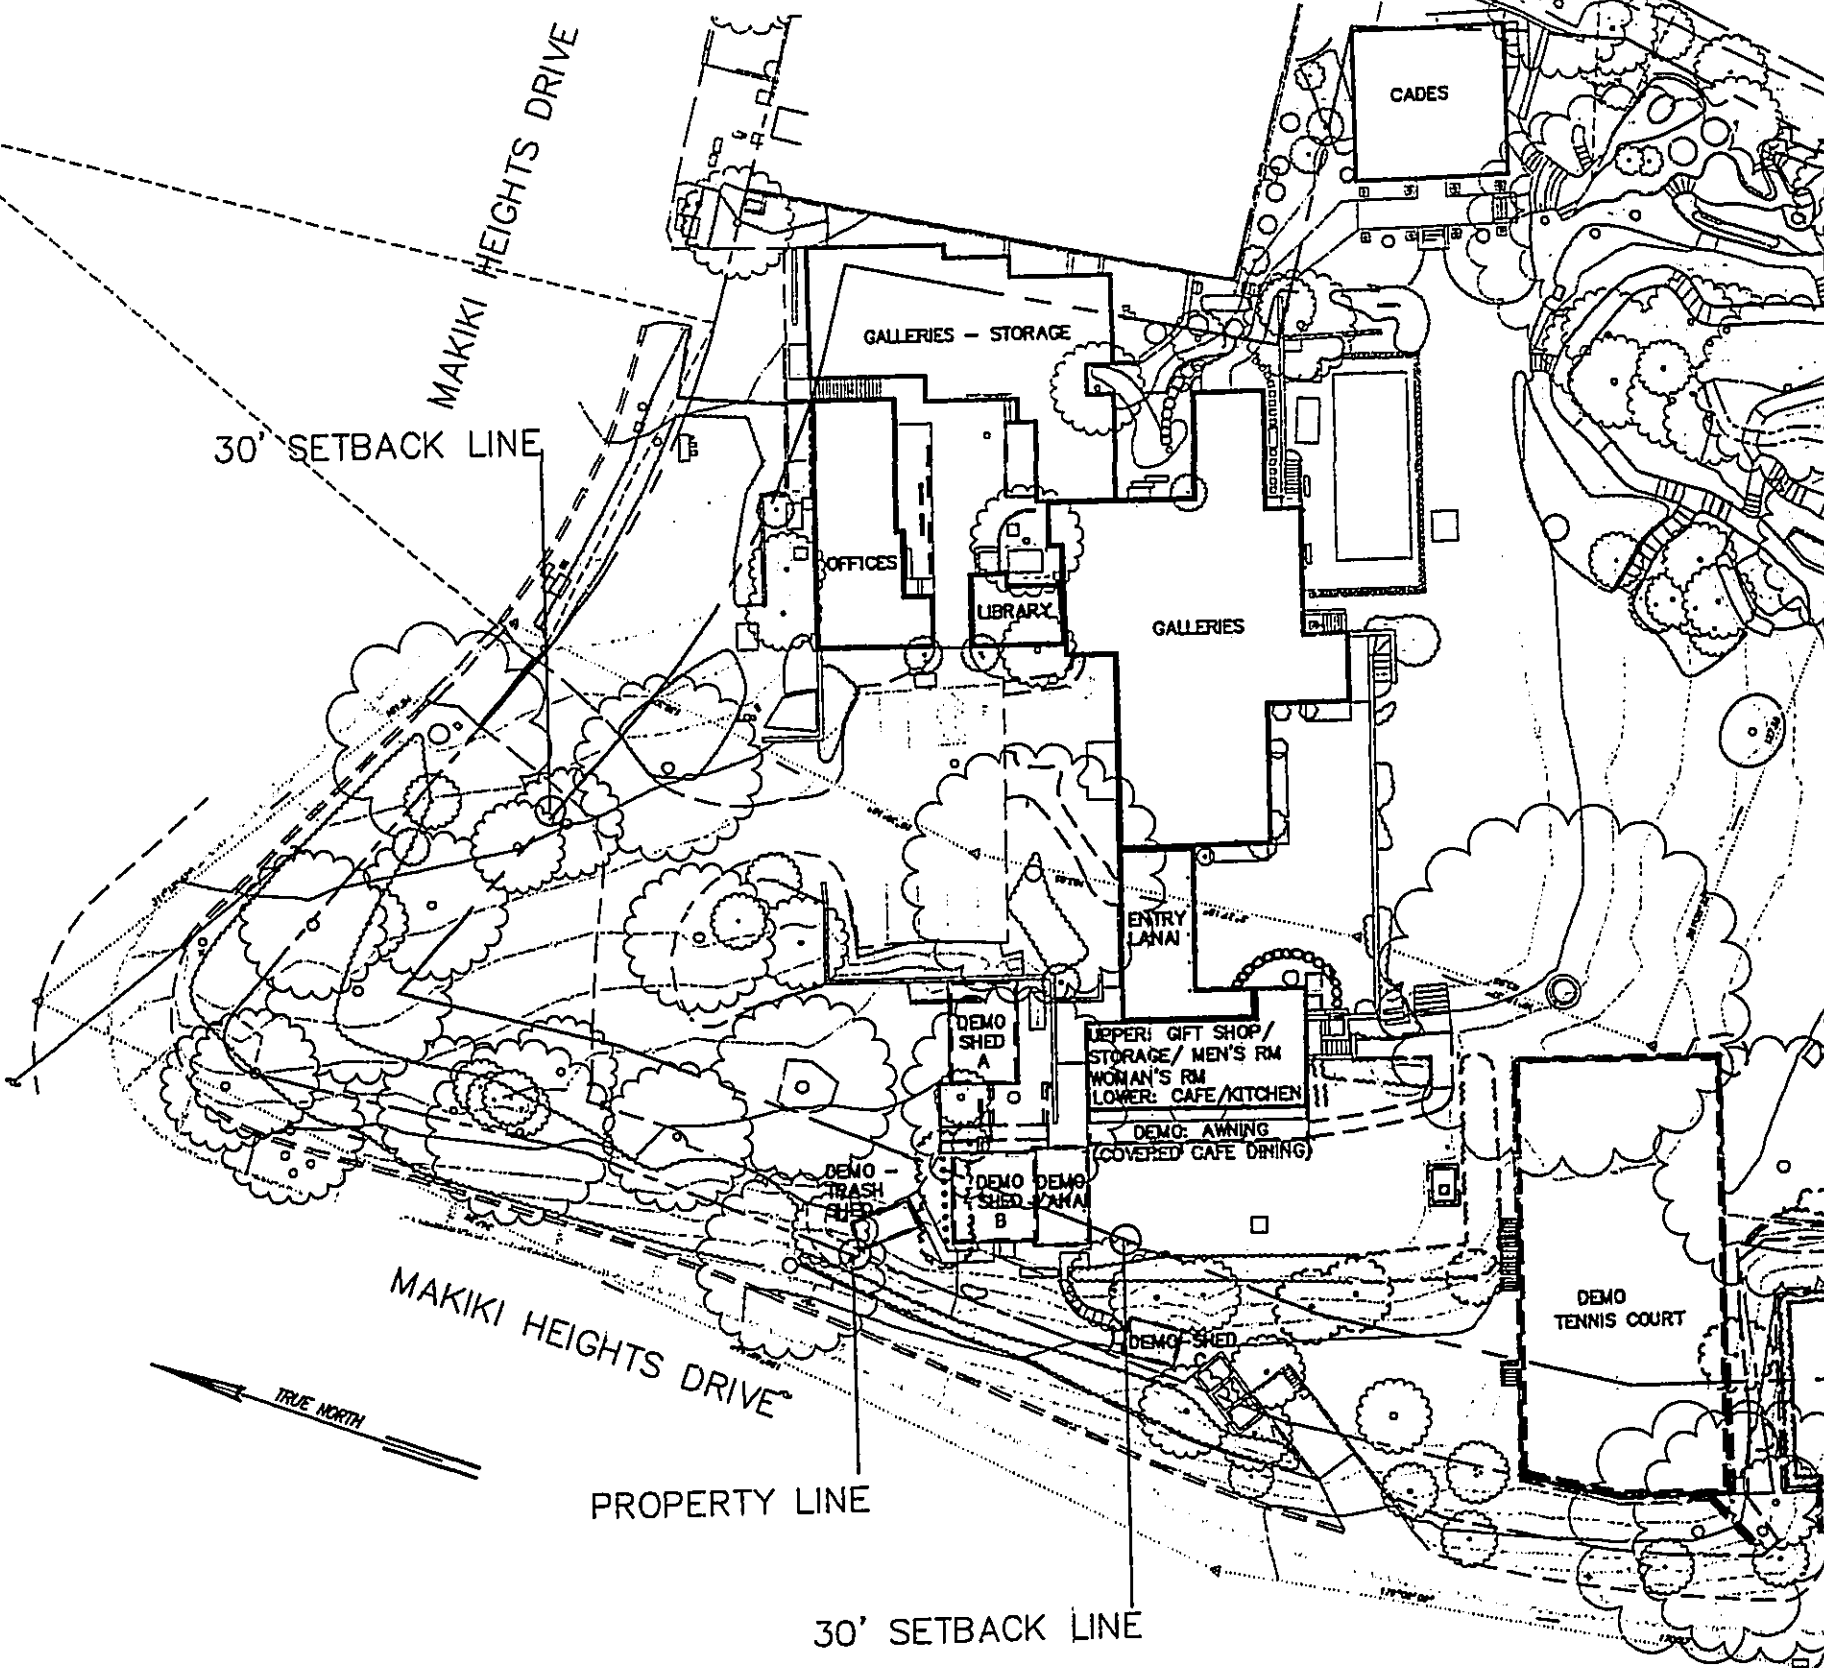 MAKIKI HEIGHTS DRIVE
CADES
GALLERIES - STORAGE
30' SETBACK LINE
OFFICES
LIBRARY
GALLERIES
ENTRY
LANAI
DEMO
SHED
A
UPPER: GIFT SHOP/
STORAGE/ MEN'S RM
WOMAN'S RM
LOWER: CAFE/KITCHEN
DEMO: AWNING
(COVERED CAFE DINING)
DEMO -
TRASH
SHED
DEMO
SHED
B
DEMO
LANAI
MAKIKI HEIGHTS DRIVE
DEMO
TENNIS COURT
DEMO-SHED
C
TRUE NORTH
PROPERTY LINE
30' SETBACK LINE